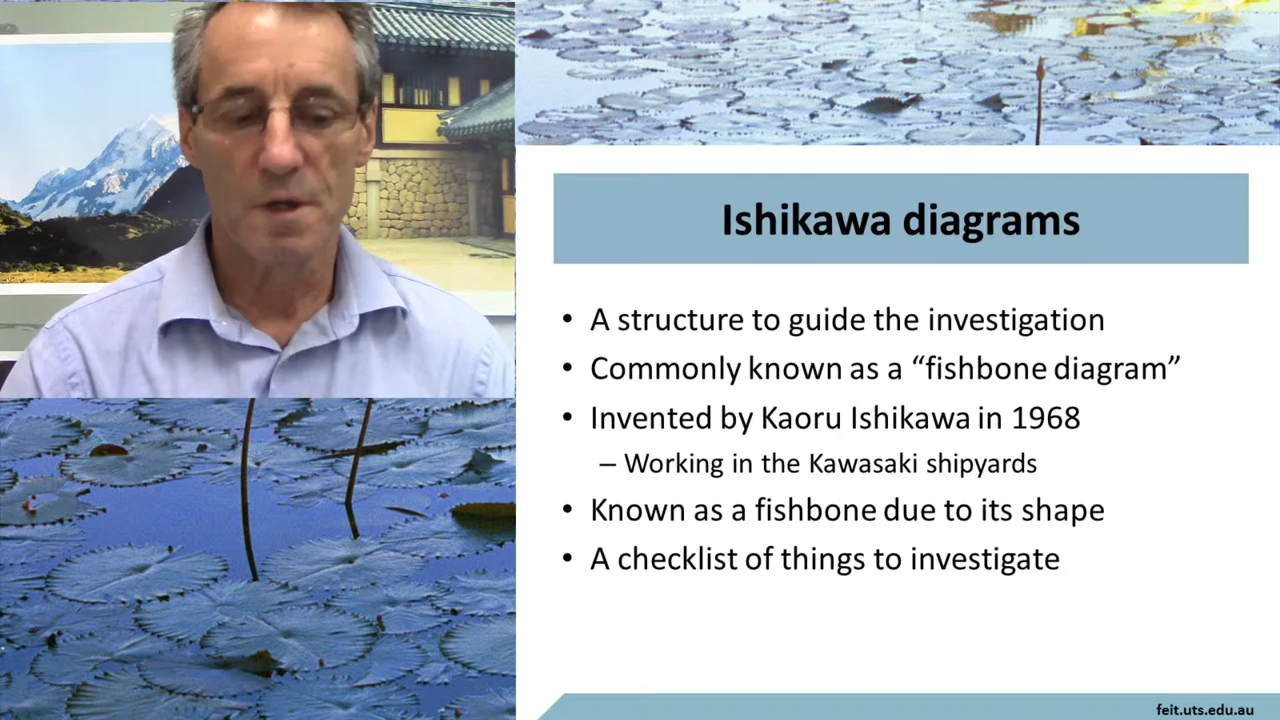 Ishikawa diagrams
• A structure to guide the investigation
• Commonly known as a “fishbone diagram”
• Invented by Kaoru Ishikawa in 1968
– Working in the Kawasaki shipyards
• Known as a fishbone due to its shape
• A checklist of things to investigate
feit.uts.edu.au